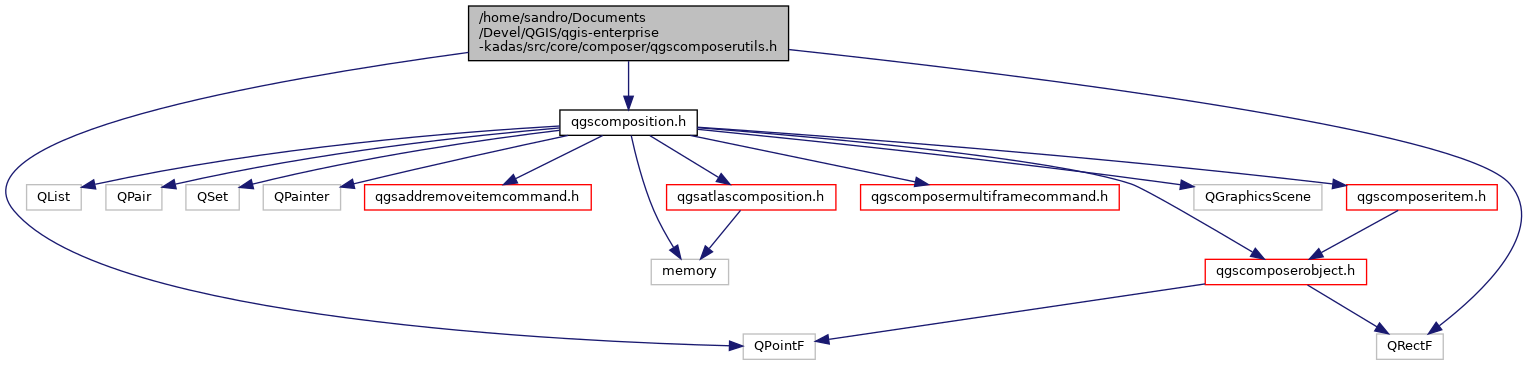 /home/sandro/Documents
/Devel/QGIS/qgis-enterprise
-kadas/src/core/composer/qgscomposerutils.h
qgscomposition.h
QList
QPair
QSet
QPainter
qgsaddremoveitemcommand.h
qgsatlascomposition.h
qgscomposermultiframecommand.h
QGraphicsScene
qgscomposeritem.h
memory
qgscomposerobject.h
QPointF
QRectF